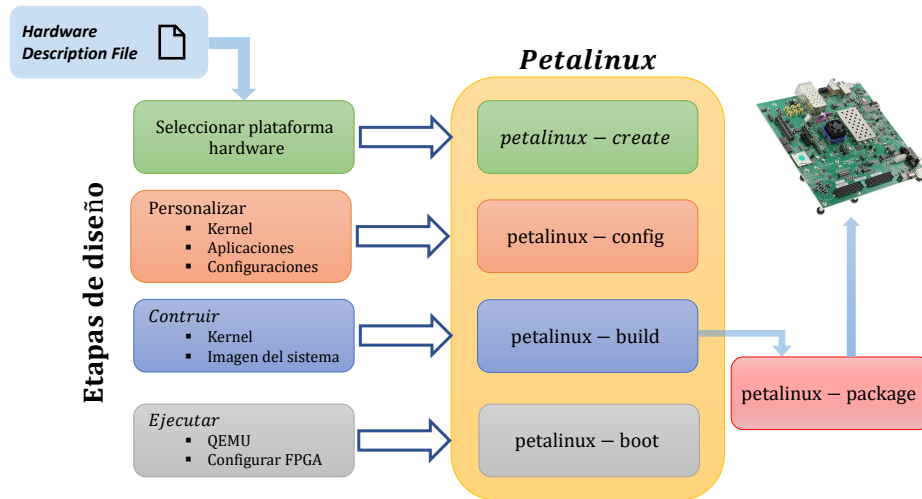 Hardware
Description File
Petalinux
Etapas de diseño
Seleccionar plataforma
hardware
petalinux − create
Personalizar
▪ Kernel
▪ Aplicaciones
▪ Configuraciones
petalinux − config
Contruir
▪ Kernel
▪ Imagen del sistema
petalinux − build
petalinux − package
Ejecutar
▪ QEMU
▪ Configurar FPGA
petalinux − boot